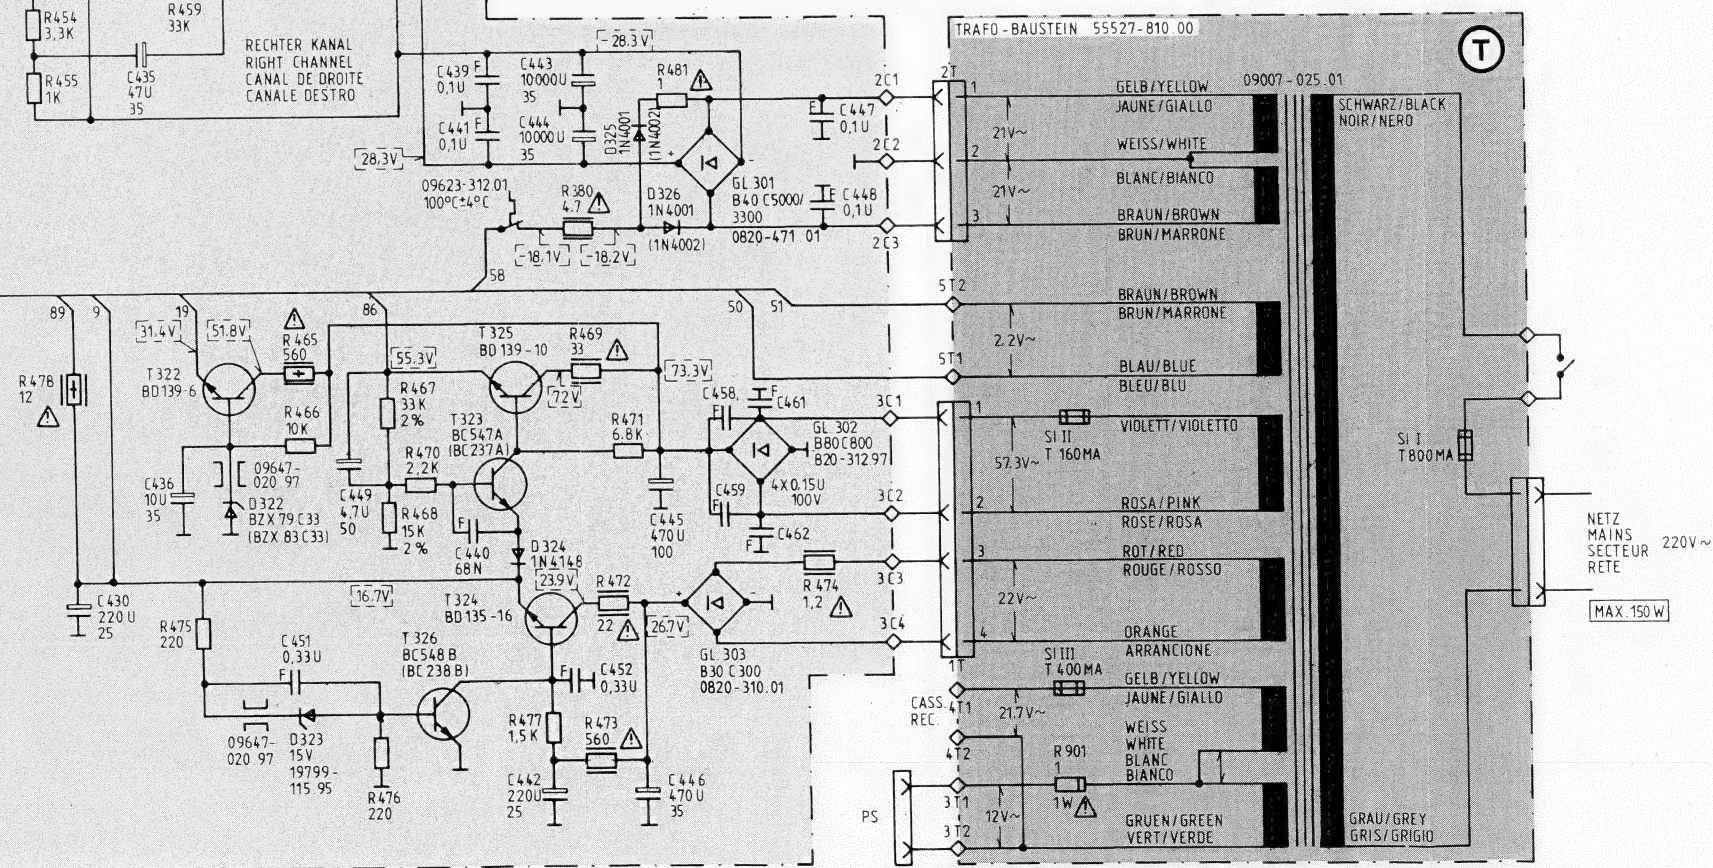 R454
3,3K
R459
33K
R455
1K
C435
47U
35
RECHTER KANAL
RIGHT CHANNEL
CANAL DE DROITE
CANALE DESTRO
-28.3V
C439
0,1U
F
C443
10000U
35
R481
1
C441
0,1U
F
C444
10000U
35
D325
1N4001
(1N4002)
28,3V
F
C447
0,1U
F
C448
0,1U
GL.301
B40 C5000/
3300
0820-471.01
09623-312.01
100°C±4°C
R380
4.7
D326
1N4001
(1N4002)
-18,1V
-18,2V
58
2C1
2C2
2C3
2T
TRAFO-BAUSTEIN 55527-810.00
T
09007-025.01
1
GELB/YELLOW
JAUNE/GIALLO
21V~
2
WEISS/WHITE
BLANC/BIANCO
21V~
3
BRAUN/BROWN
BRUN/MARRONE
SCHWARZ/BLACK
NOIR/NERO
5T2
BRAUN/BROWN
BRUN/MARRONE
2.2V~
5T1
BLAU/BLUE
BLEU/BLU
89
9
19
86
50
51
31.4V
51.8V
R465
560
T322
BD139-6
R478
12
R466
10K
C436
10U
35
09647-
020.97
D322
BZX 79 C33
(BZX 83 C33)
55,3V
T325
BD 139-10
R469
33
72V
73,3V
R467
33K
2%
T323
BC547A
(BC237A)
R471
6.8K
R470
2,2K
C449
4,7U
50
R468
15K
2%
F
C440
68N
D324
1N4148
C445
470U
100
C458
F
F
C461
GL.302
B80C800
B20-312.97
4X0.15U
100V
C459
F
C462
F
3C1
3C2
3C3
3C4
1
SI II
T 160MA
VIOLETT/VIOLETTO
57.3V~
2
ROSA/PINK
ROSE/ROSA
3
ROT/RED
ROUGE/ROSSO
22V~
4
ORANGE
ARRANCIONE
1T
SI I
T800MA
NETZ
MAINS
SECTEUR
RETE
220V~
MAX.150W
16.7V
23.9V
R472
22
26.7V
R474
1,2
T324
BD135-16
GL.303
B30 C300
0820-310.01
C430
220U
25
R475
220
C451
0,33U
F
T326
BC548B
(BC238B)
F
C452
0,33U
R477
1,5K
R473
560
09647-
020.97
D323
15V
19799-
115.95
R476
220
C442
220U
25
C446
470U
35
CASS.
REC.
4T1
4T2
SI III
T 400MA
GELB/YELLOW
JAUNE/GIALLO
21.7V~
WEISS
WHITE
BLANC
BIANCO
R901
1
1W
PS
3T1
3T2
12V~
GRUEN/GREEN
VERT/VERDE
GRAU/GREY
GRIS/GRIGIO